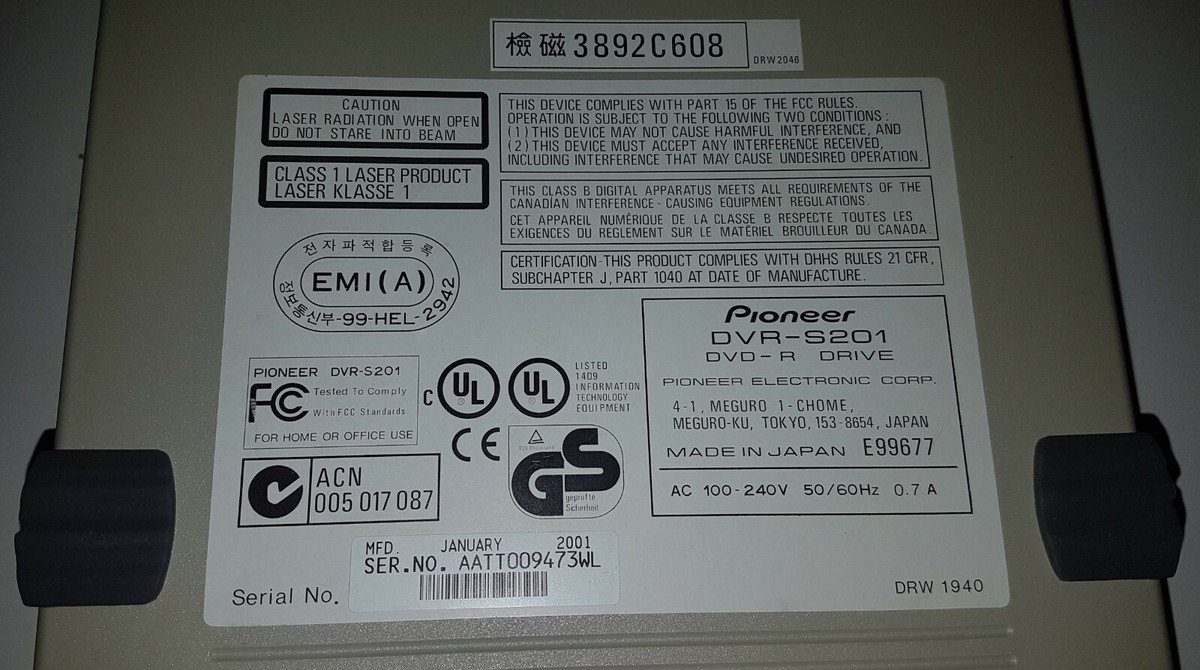 檢磁 3892C608
DRW2046
CAUTION
LASER RADIATION WHEN OPEN
DO NOT STARE INTO BEAM
CLASS 1 LASER PRODUCT
LASER KLASSE 1
THIS DEVICE COMPLIES WITH PART 15 OF THE FCC RULES.
OPERATION IS SUBJECT TO THE FOLLOWING TWO CONDITIONS :
(1) THIS DEVICE MAY NOT CAUSE HARMFUL INTERFERENCE, AND
(2) THIS DEVICE MUST ACCEPT ANY INTERFERENCE RECEIVED,
INCLUDING INTERFERENCE THAT MAY CAUSE UNDESIRED OPERATION.
THIS CLASS B DIGITAL APPARATUS MEETS ALL REQUIREMENTS OF THE
CANADIAN INTERFERENCE - CAUSING EQUIPMENT REGULATIONS.
CET APPAREIL NUMÉRIQUE DE LA CLASSE B RESPECTE TOUTES LES
EXIGENCES DU REGLEMENT SUR LE MATÉRIEL BROUILLEUR DU CANADA.
CERTIFICATION-THIS PRODUCT COMPLIES WITH DHHS RULES 21 CFR,
SUBCHAPTER J, PART 1040 AT DATE OF MANUFACTURE.
전자파적합등록
EMI(A)
정보통신부-99-HEL-2942
PIONEER DVR-S201
FC
Tested To Comply
With FCC Standards
FOR HOME OR OFFICE USE
C UL UL
LISTED
1409
INFORMATION
TECHNOLOGY
EQUIPMENT
CE
GS
geprüfte
Sicherheit
ACN
005 017 087
Pioneer
DVR-S201
DVD-R DRIVE
PIONEER ELECTRONIC CORP.
4-1, MEGURO 1-CHOME,
MEGURO-KU, TOKYO, 153-8654, JAPAN
MADE IN JAPAN E99677
AC 100-240V 50/60Hz 0.7 A
MFD. JANUARY 2001
SER.NO. AATT009473WL
Serial No.
DRW 1940